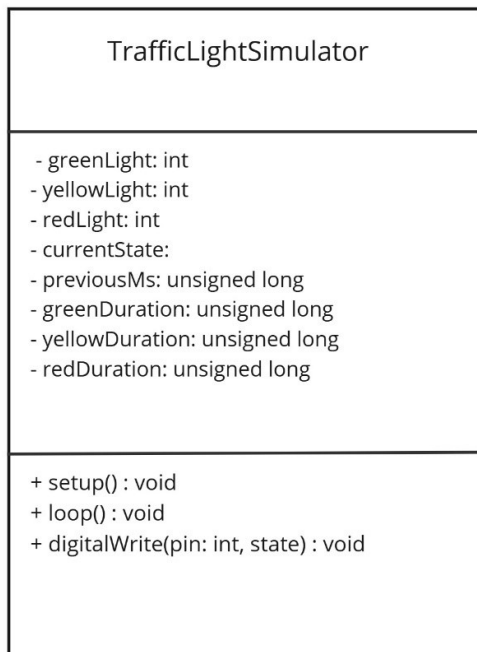 TrafficLightSimulator
- greenLight: int
- yellowLight: int
- redLight: int
- currentState:
- previousMs: unsigned long
- greenDuration: unsigned long
- yellowDuration: unsigned long
- redDuration: unsigned long
+ setup() : void
+ loop() : void
+ digitalWrite(pin: int, state) : void